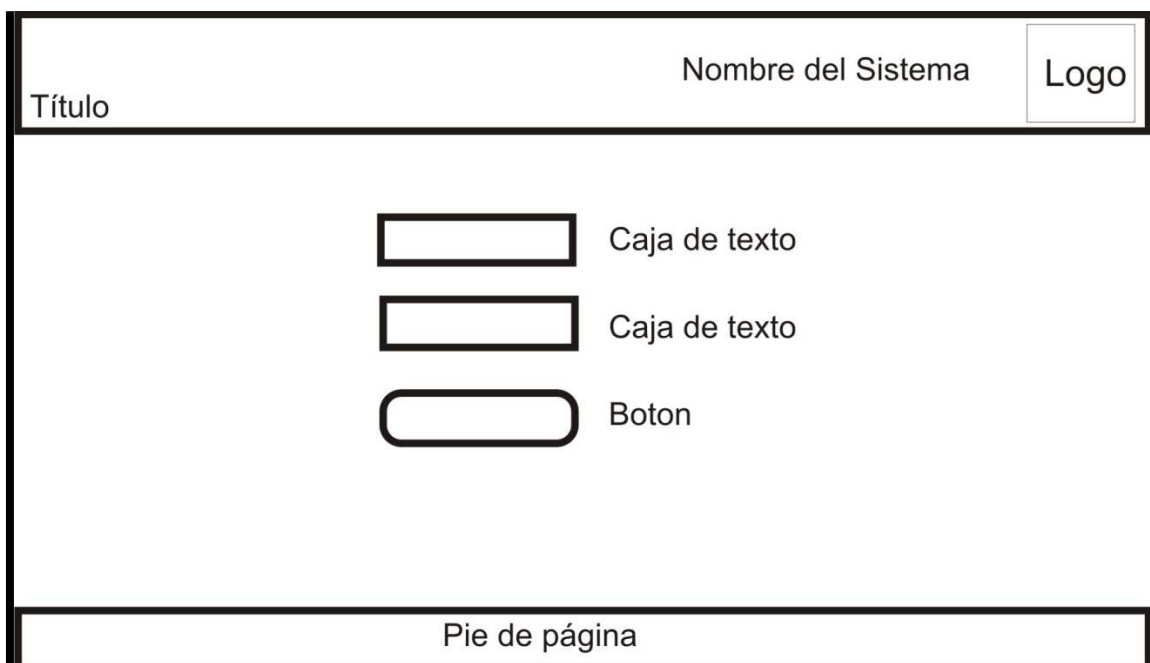 Nombre del Sistema
Logo
Título
Caja de texto
Caja de texto
Boton
Pie de página